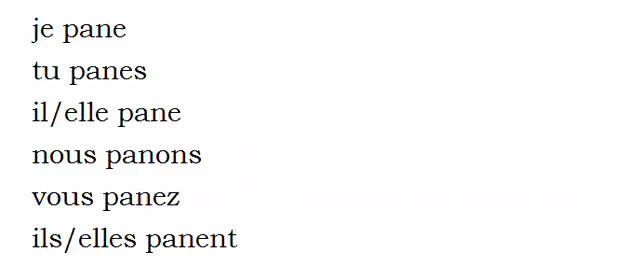 je pane
tu panes
il/elle pane
nous panons
vous panez
ils/elles panent